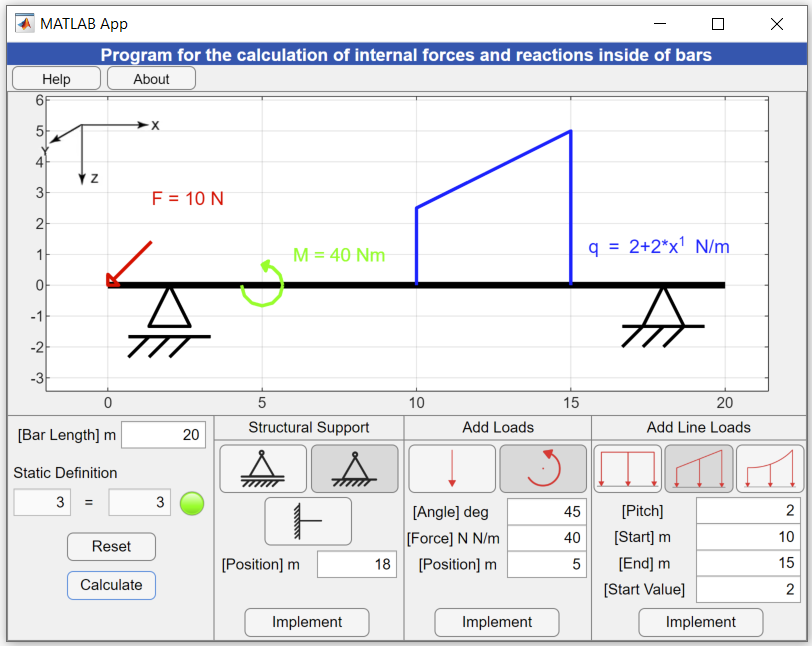 MATLAB App
Program for the calculation of internal forces and reactions inside of bars
Help About
6
5
4
3
2
1
0
-1
-2
-3
X
Y
Z
F = 10 N
M = 40 Nm
q = 2+2*x¹ N/m
0 5 10 15 20
[Bar Length] m 20
Static Definition
3 = 3
Reset
Calculate
Structural Support
[Position] m 18
Implement
Add Loads
[Angle] deg 45
[Force] N N/m 40
[Position] m 5
Implement
Add Line Loads
[Pitch] 2
[Start] m 10
[End] m 15
[Start Value] 2
Implement